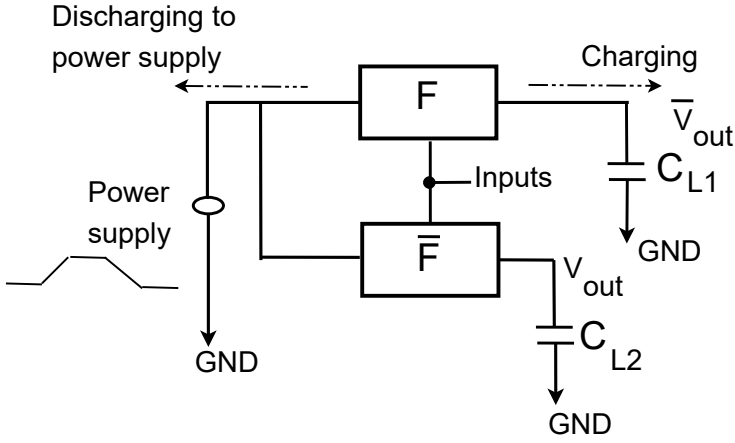 Discharging to
power supply
Charging
F
V̅out
CL1
Inputs
Power
supply
F̅
GND
Vout
CL2
GND
GND